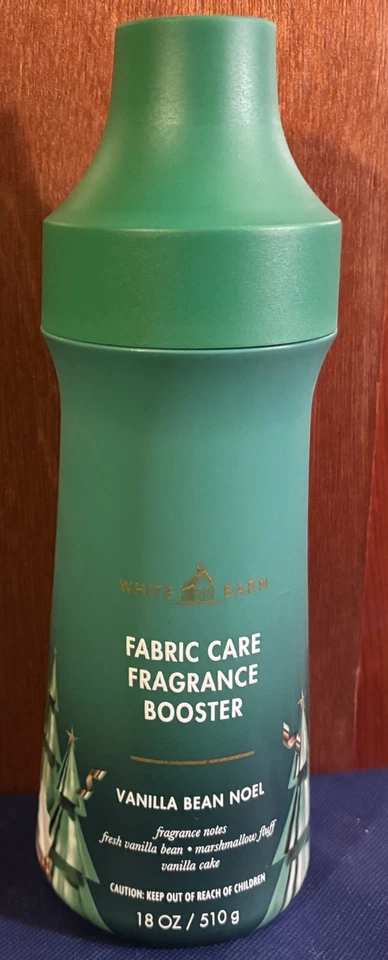 WHITE BARN
FABRIC CARE
FRAGRANCE
BOOSTER
VANILLA BEAN NOEL
fragrance notes
fresh vanilla bean • marshmallow fluff
vanilla cake
CAUTION: KEEP OUT OF REACH OF CHILDREN
18 OZ / 510 g